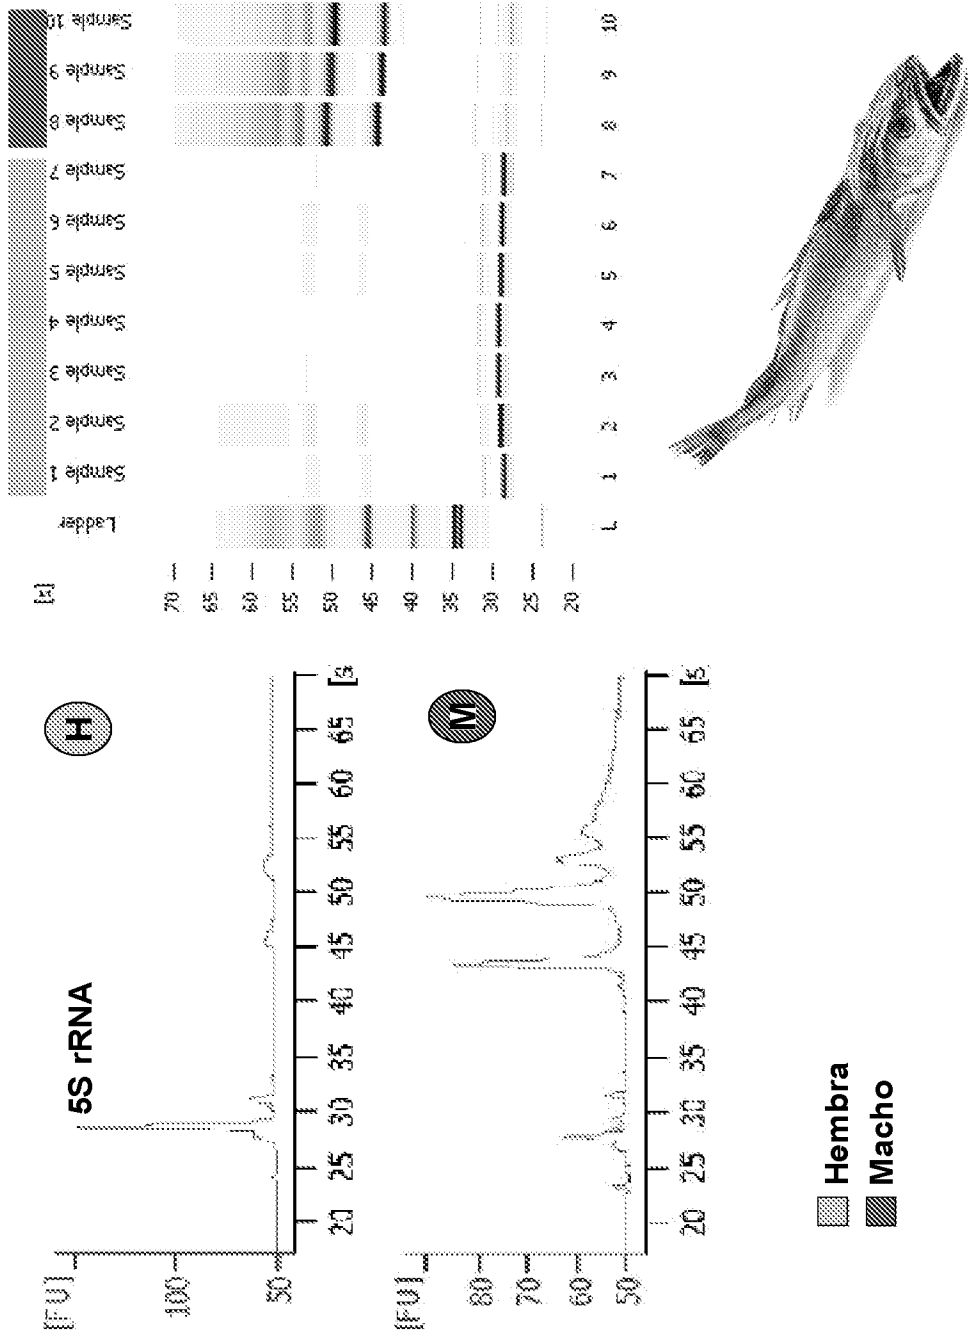 5S rRNA
H
[FU]
100
50
20 25 30 35 40 45 50 55 60 65 [s
M
[FU]
80
70
60
50
20 25 30 35 40 45 50 55 60 65 [s
Hembra
Macho
[s]
70
65
60
55
50
45
40
35
30
25
20
Ladder
Sample 1
Sample 2
Sample 3
Sample 4
Sample 5
Sample 6
Sample 7
Sample 8
Sample 9
Sample 10
L 1 2 3 4 5 6 7 8 9 10